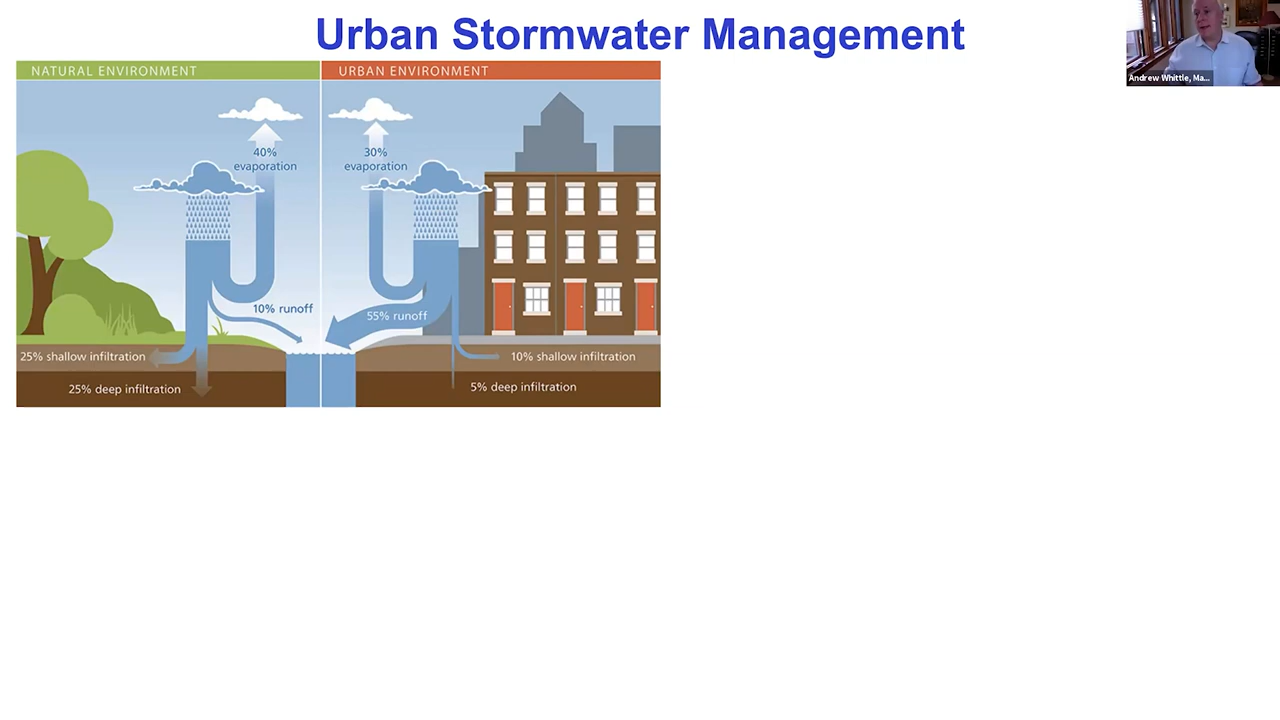 Urban Stormwater Management
Andrew Whittle, Ma...
NATURAL ENVIRONMENT
URBAN ENVIRONMENT
40%
evaporation
30%
evaporation
10% runoff
55% runoff
25% shallow infiltration
10% shallow infiltration
25% deep infiltration
5% deep infiltration